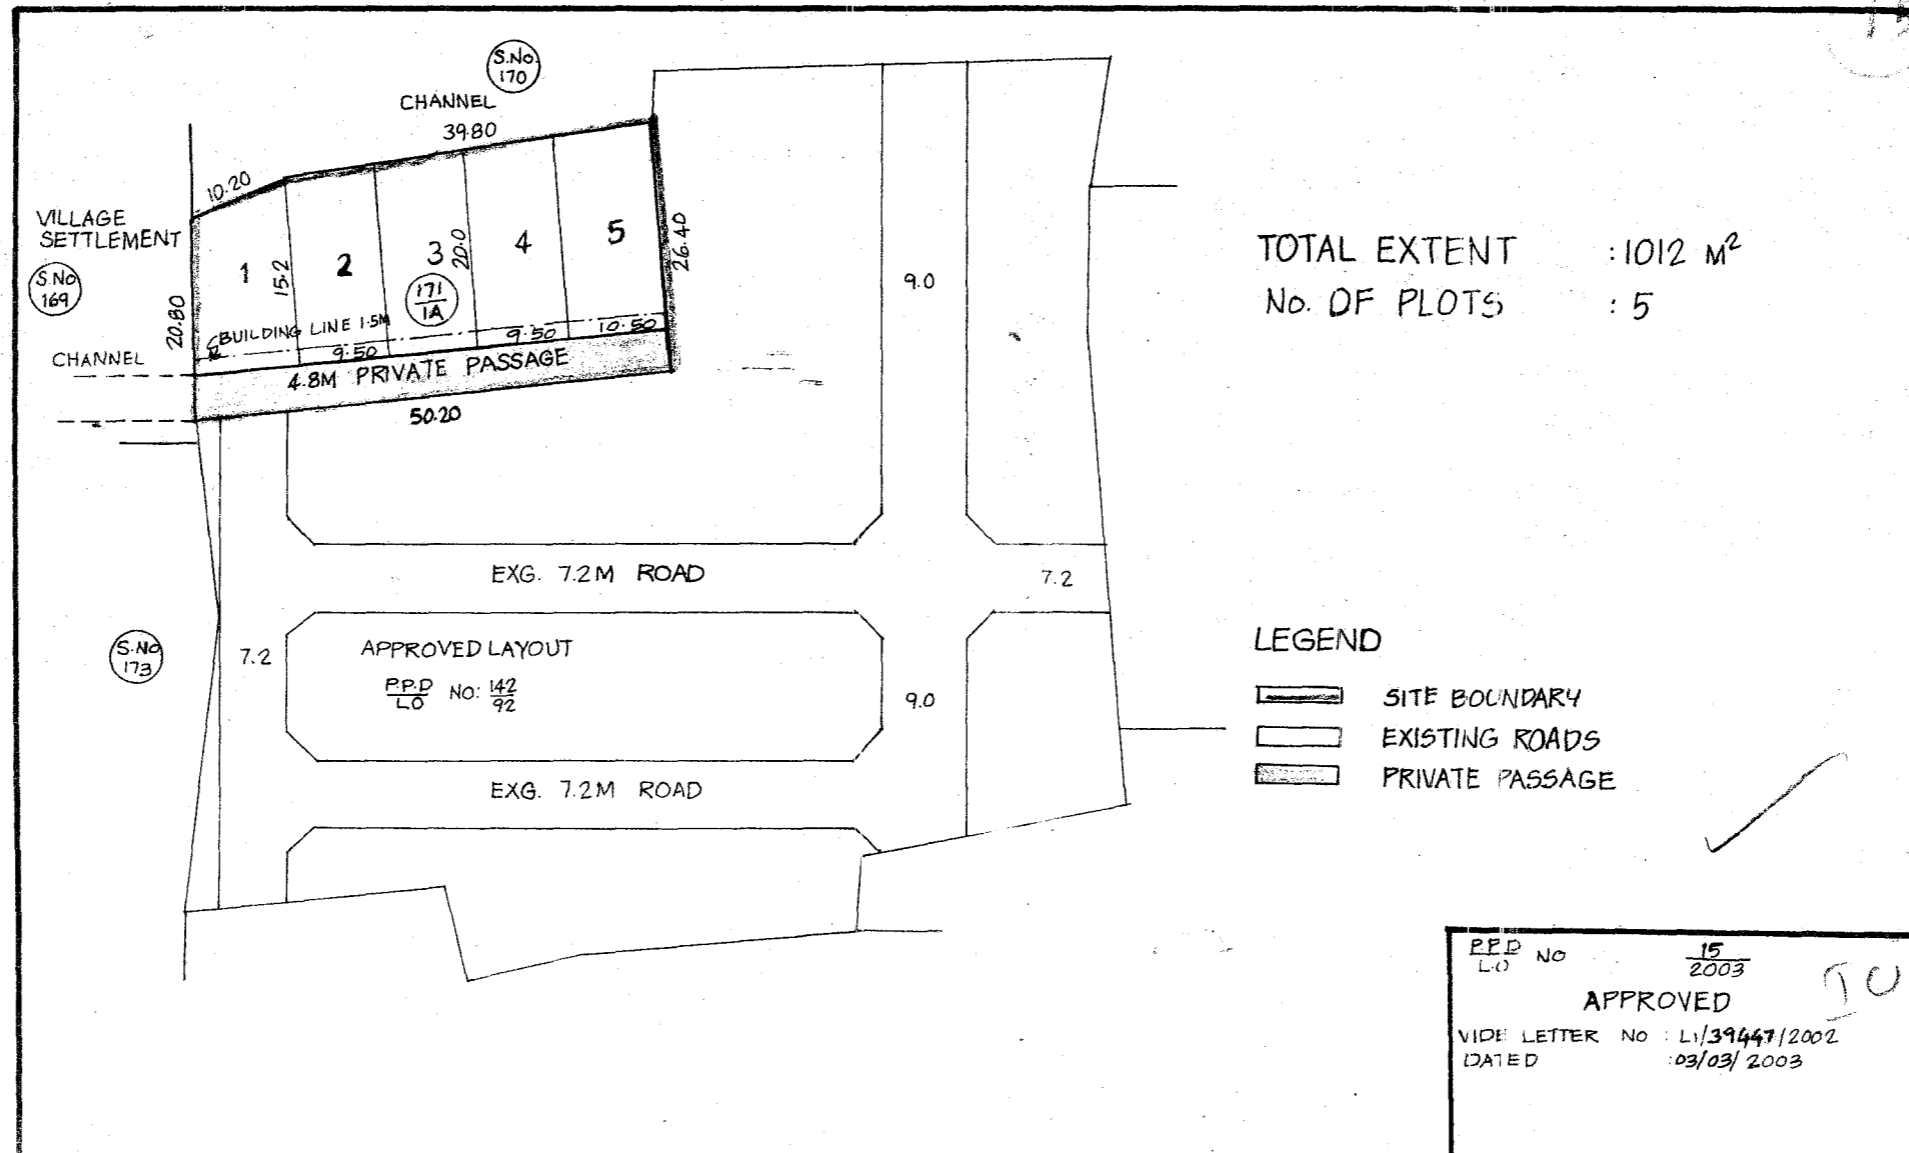 S.No.
170
CHANNEL
39.80
10.20
VILLAGE
SETTLEMENT
S.No
169
20.80
1
15.2
2
3
20.0
4
5
26.40
171
1A
BUILDING LINE 1.5M
9.50
9.50
10.50
CHANNEL
4.8M PRIVATE PASSAGE
50.20
9.0
TOTAL EXTENT : 1012 M²
No. OF PLOTS : 5
EXG. 7.2M ROAD
7.2
S.No
173
7.2
APPROVED LAYOUT
P.P.D
L.O
NO: 142
92
9.0
EXG. 7.2M ROAD
LEGEND
SITE BOUNDARY
EXISTING ROADS
PRIVATE PASSAGE
P.P.D
L.O
NO 15
2003
APPROVED
VIDE LETTER NO : L1/39447/2002
DATED : 03/03/2003